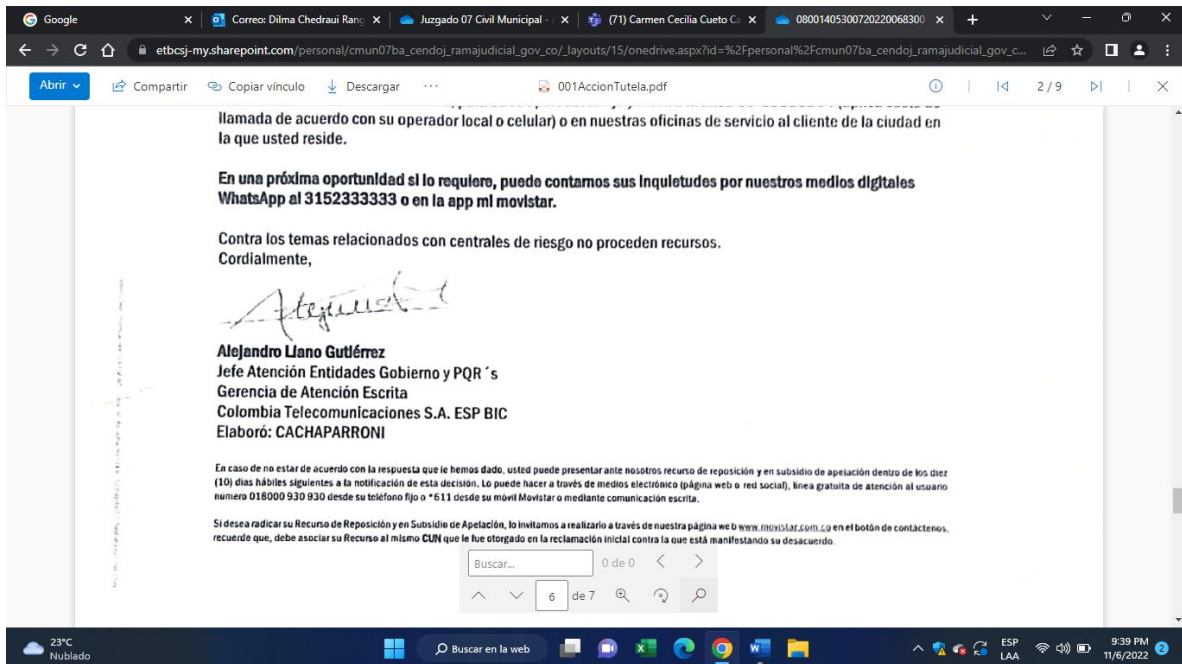 Google
Correo: Dilma Chedraui Rang
Juzgado 07 Civil Municipal -
(71) Carmen Cecilia Cueto Ca
08001405300720220068300
etbcsj-my.sharepoint.com/personal/cmun07ba_cendoj_ramajudicial_gov_co/_layouts/15/onedrive.aspx?id=%2Fpersonal%2Fcmun07ba_cendoj_ramajudicial_gov_c...
Abrir Compartir Copiar vínculo Descargar ... 001AccionTutela.pdf 2 / 9
llamada de acuerdo con su operador local o celular) o en nuestras oficinas de servicio al cliente de la ciudad en
la que usted reside.
En una próxima oportunidad si lo requiere, puede contarnos sus inquietudes por nuestros medios digitales
WhatsApp al 3152333333 o en la app mi movistar.
Contra los temas relacionados con centrales de riesgo no proceden recursos.
Cordialmente,
Alejandro Llano Gutiérrez
Jefe Atención Entidades Gobierno y PQR´s
Gerencia de Atención Escrita
Colombia Telecomunicaciones S.A. ESP BIC
Elaboró: CACHAPARRONI
En caso de no estar de acuerdo con la respuesta que le hemos dado, usted puede presentar ante nosotros recurso de reposición y en subsidio de apelación dentro de los diez
(10) días hábiles siguientes a la notificación de esta decisión. Lo puede hacer a través de medios electrónico (página web o red social), línea gratuita de atención al usuario
numero 018000 930 930 desde su teléfono fijo o *611 desde su móvil Movistar o mediante comunicación escrita.
Si desea radicar su Recurso de Reposición y en Subsidio de Apelación, lo invitamos a realizarlo a través de nuestra página web www.movistar.com.co en el botón de contáctenos,
recuerde que, debe asociar su Recurso al mismo CUN que le fue otorgado en la reclamación inicial contra la que está manifestando su desacuerdo.
Buscar... 0 de 0
6 de 7
23°C
Nublado
Buscar en la web
ESP
LAA
9:39 PM
11/6/2022
2